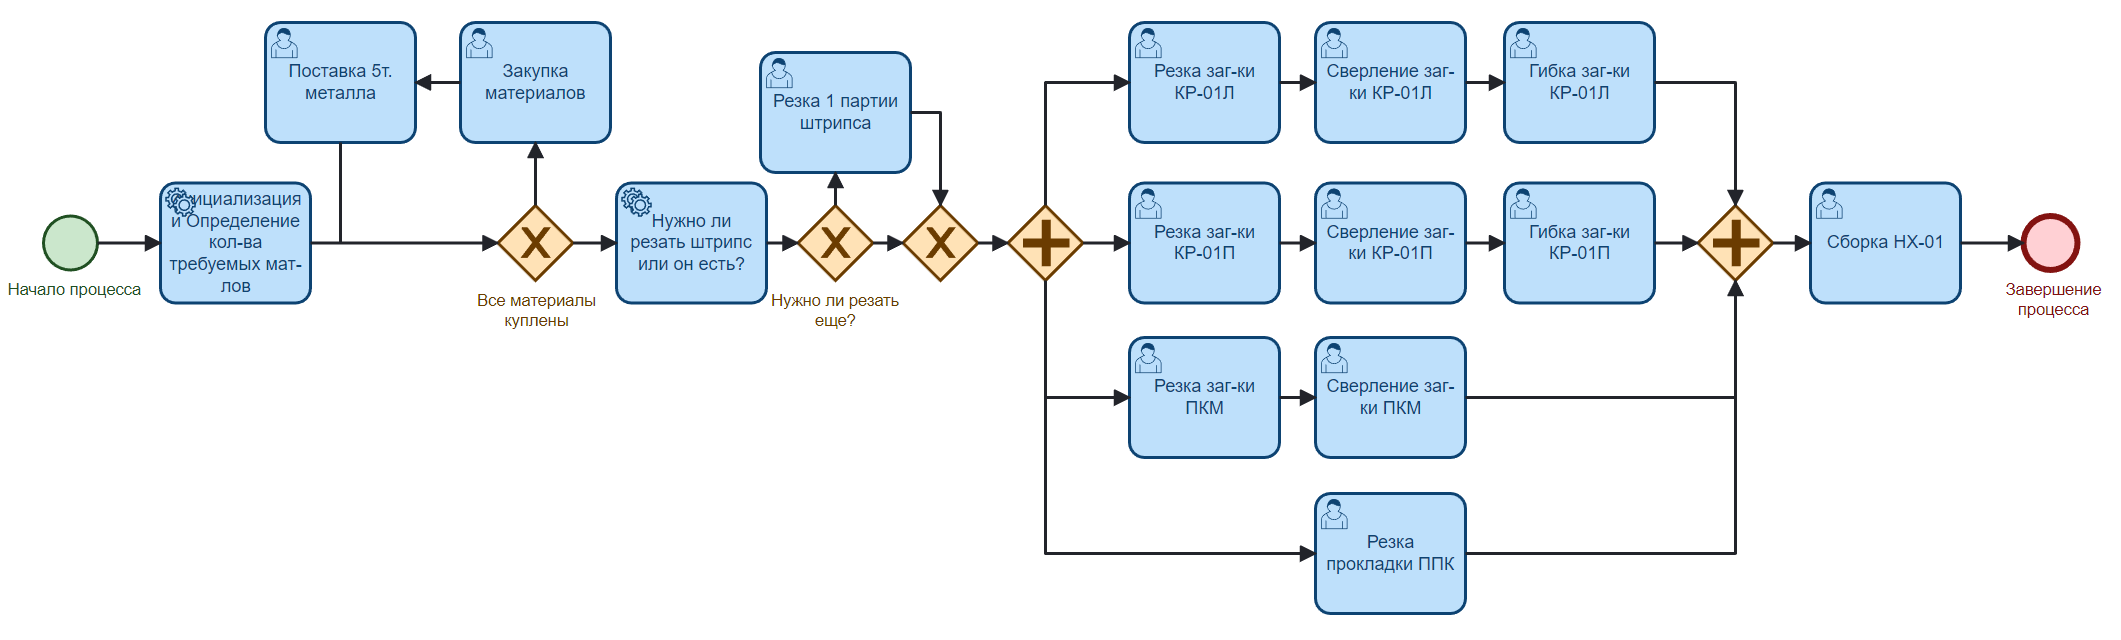 Начало процесса
ициализация
и Определение
кол-ва
требуемых мат-
лов
Поставка 5т.
металла
Закупка
материалов
Все материалы
куплены
Нужно ли
резать штрипс
или он есть?
Резка 1 партии
штрипса
Нужно ли резать
еще?
Резка заг-ки
КР-01Л
Сверление заг-
ки КР-01Л
Гибка заг-ки
КР-01Л
Резка заг-ки
КР-01П
Сверление заг-
ки КР-01П
Гибка заг-ки
КР-01П
Резка заг-ки
ПКМ
Сверление заг-
ки ПКМ
Резка
прокладки ППК
Сборка НХ-01
Завершение
процесса